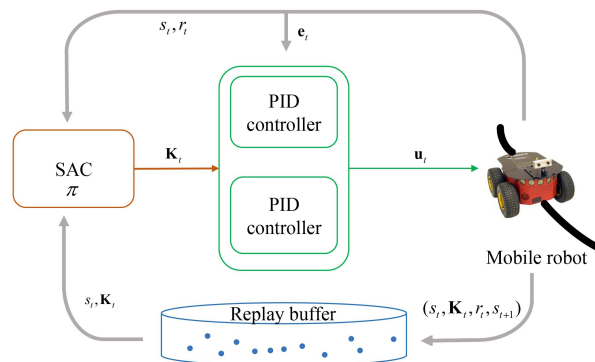 s_t, r_t
e_t
PID
controller
SAC
π
K_t
u_t
PID
controller
Mobile robot
s_t, K_t
Replay buffer
(s_t, K_t, r_t, s_{t+1})